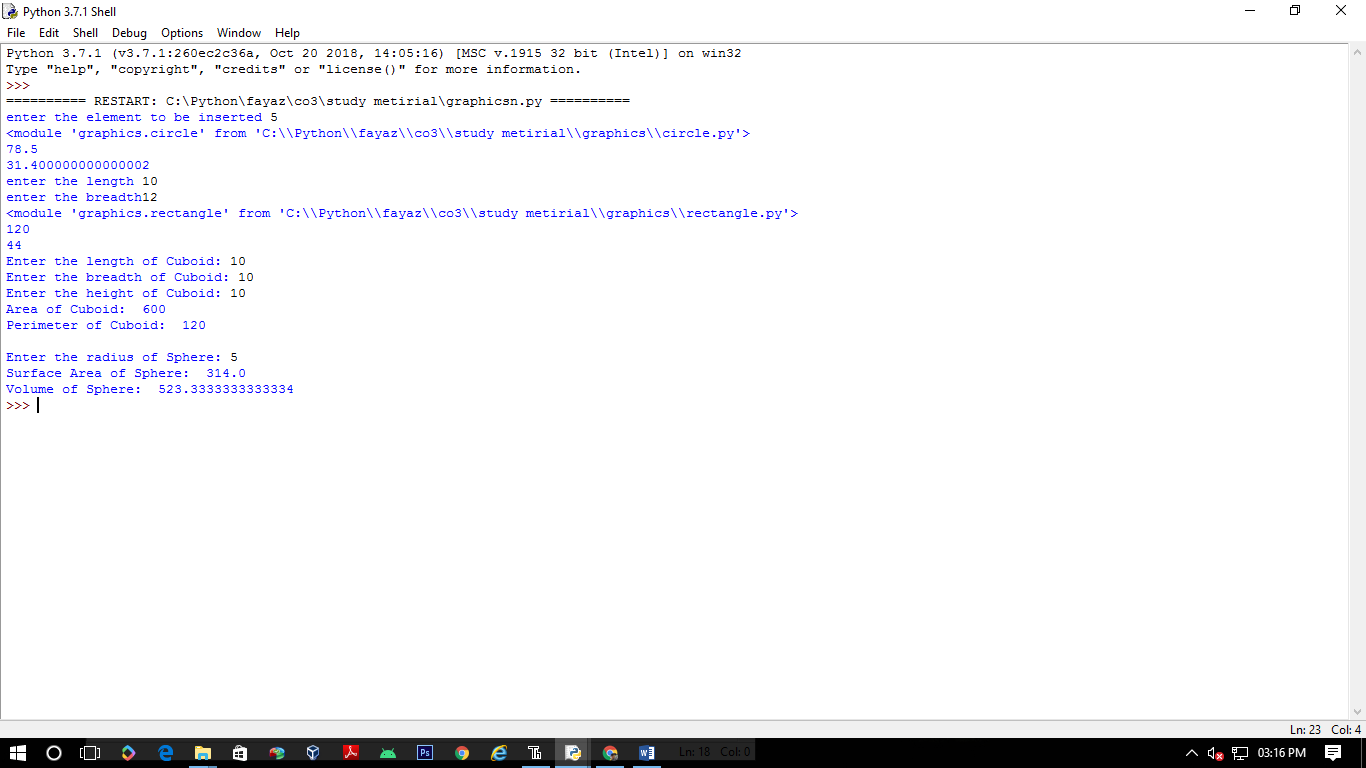 Python 3.7.1 Shell
File Edit Shell Debug Options Window Help
Python 3.7.1 (v3.7.1:260ec2c36a, Oct 20 2018, 14:05:16) [MSC v.1915 32 bit (Intel)] on win32
Type "help", "copyright", "credits" or "license()" for more information.
>>>
========== RESTART: C:\Python\fayaz\co3\study metirial\graphicsn.py ==========
enter the element to be inserted 5
<module 'graphics.circle' from 'C:\\Python\\fayaz\\co3\\study metirial\\graphics\\circle.py'>
78.5
31.400000000000002
enter the length 10
enter the breadth12
<module 'graphics.rectangle' from 'C:\\Python\\fayaz\\co3\\study metirial\\graphics\\rectangle.py'>
120
44
Enter the length of Cuboid: 10
Enter the breadth of Cuboid: 10
Enter the height of Cuboid: 10
Area of Cuboid:  600
Perimeter of Cuboid:  120
Enter the radius of Sphere: 5
Surface Area of Sphere:  314.0
Volume of Sphere:  523.3333333333334
>>>
Ln: 23 Col: 4
Ps
Ln: 18 Col: 0
03:16 PM